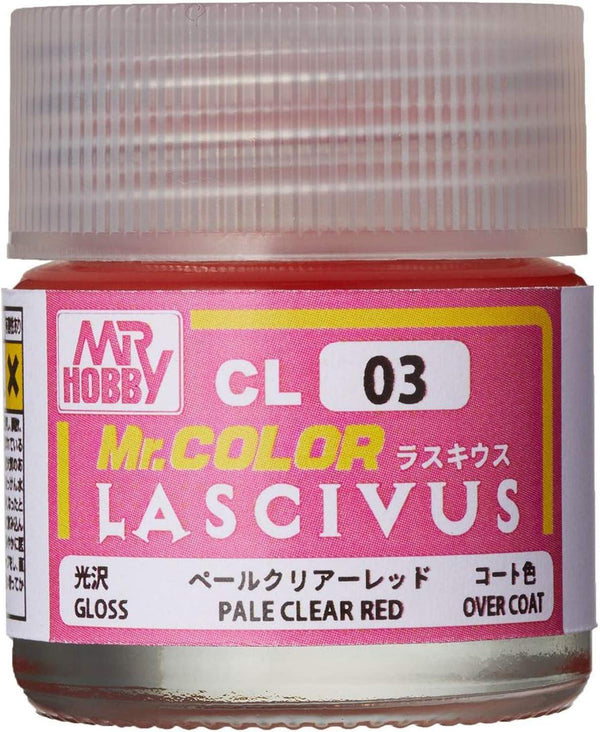 MR HOBBY
CL 03
Mr.COLOR ラスキウス
LASCIVUS
光沢 ペールクリアーレッド コート色
GLOSS PALE CLEAR RED OVER COAT